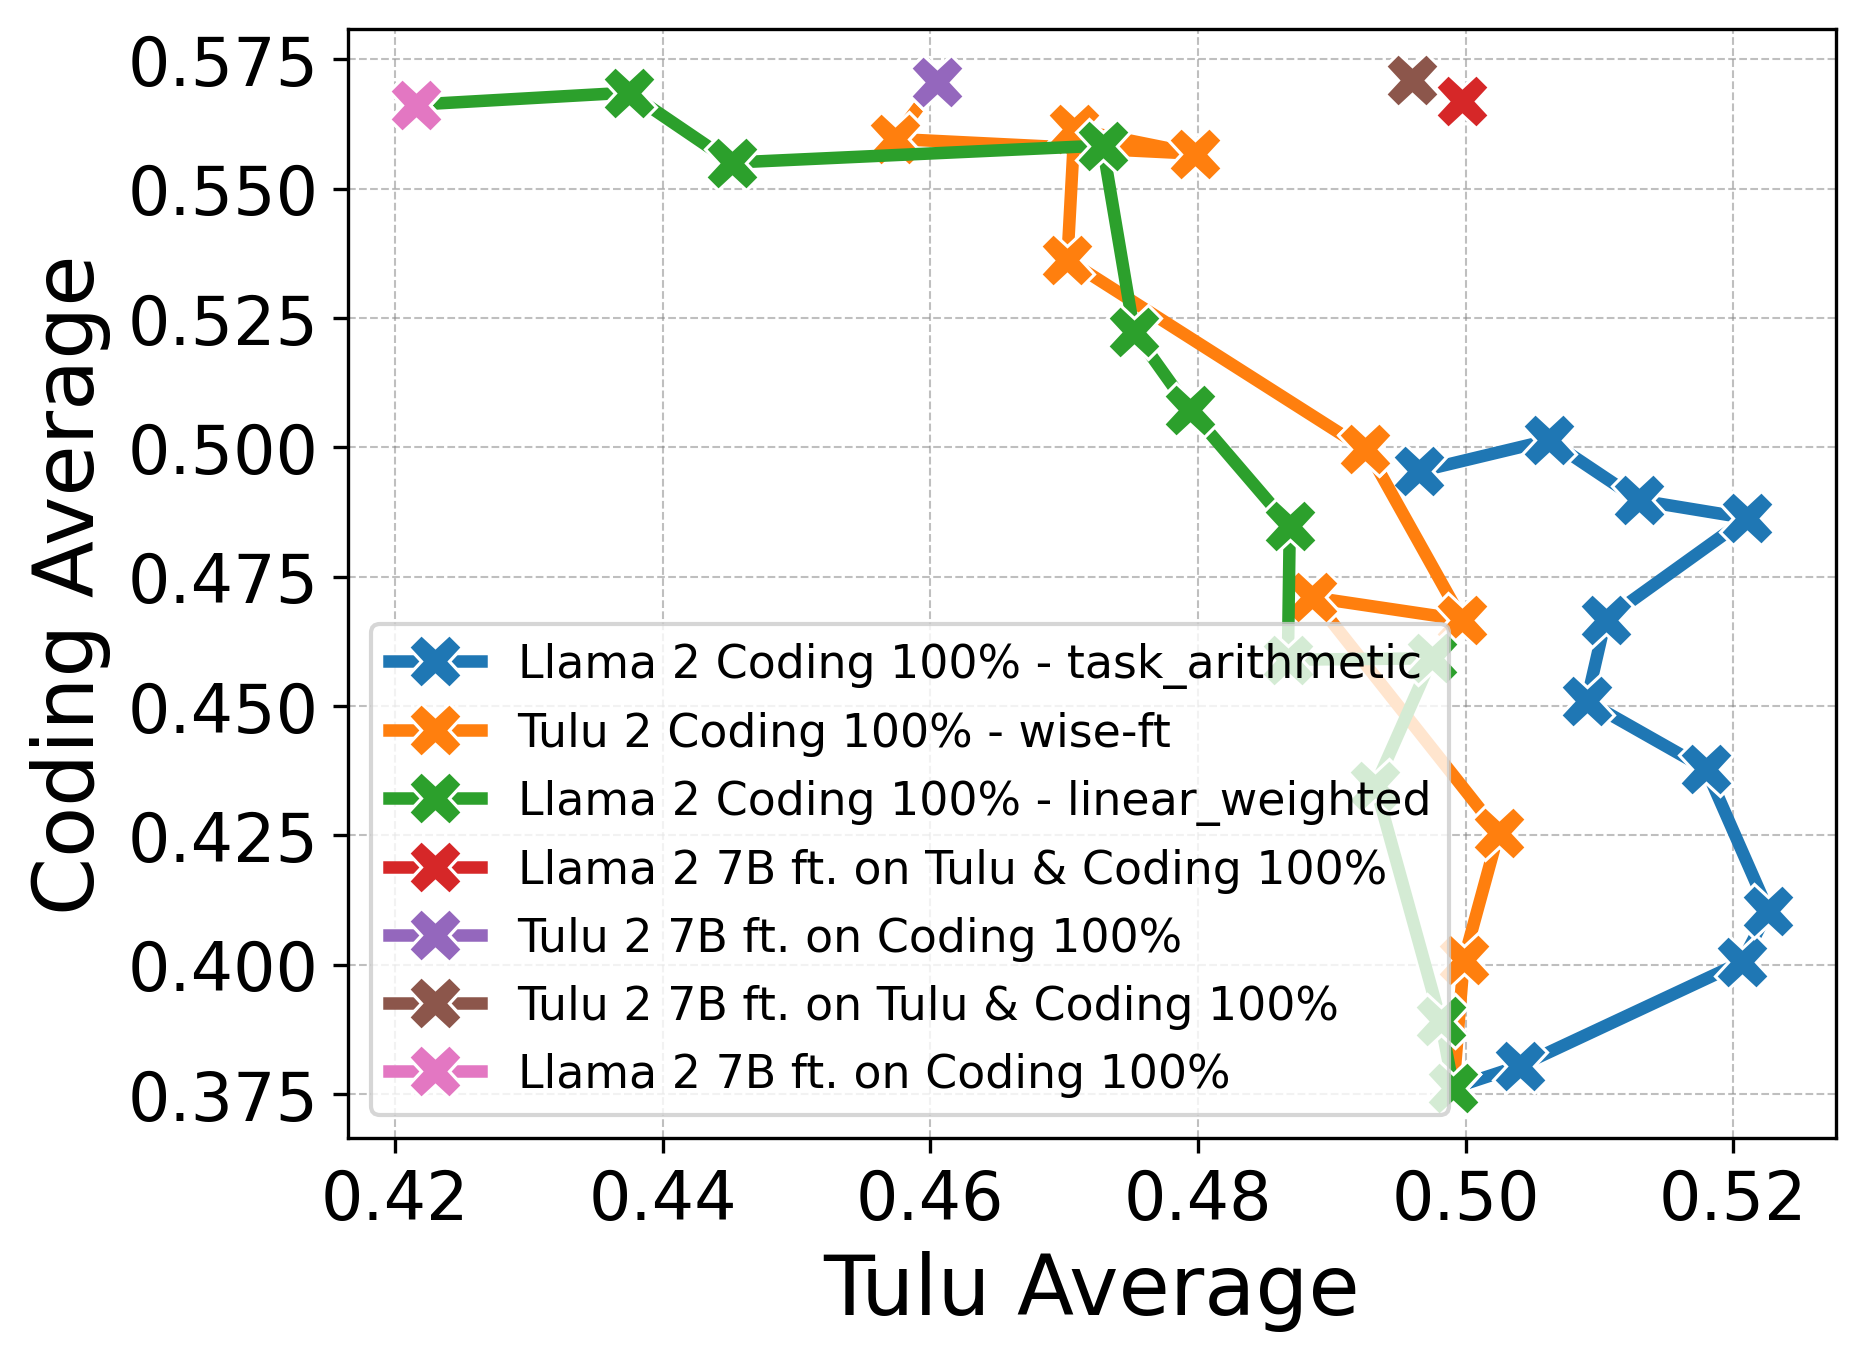 0.575
0.550
0.525
0.500
0.475
0.450
0.425
0.400
0.375
Coding Average
Llama 2 Coding 100% - task_arithmetic
Tulu 2 Coding 100% - wise-ft
Llama 2 Coding 100% - linear_weighted
Llama 2 7B ft. on Tulu & Coding 100%
Tulu 2 7B ft. on Coding 100%
Tulu 2 7B ft. on Tulu & Coding 100%
Llama 2 7B ft. on Coding 100%
0.42 0.44 0.46 0.48 0.50 0.52
Tulu Average